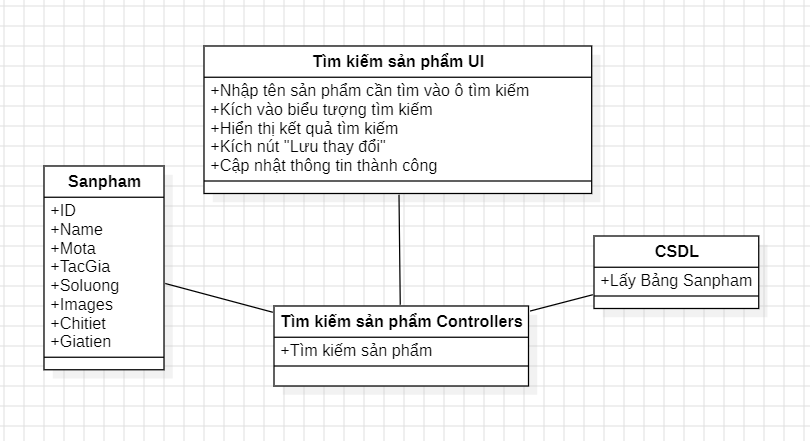 Tìm kiếm sản phẩm UI
+Nhập tên sản phẩm cần tìm vào ô tìm kiếm
+Kích vào biểu tượng tìm kiếm
+Hiển thị kết quả tìm kiếm
+Kích nút "Lưu thay đổi"
+Cập nhật thông tin thành công
Sanpham
+ID
+Name
+Mota
+TacGia
+Soluong
+Images
+Chitiet
+Giatien
CSDL
+Lấy Bảng Sanpham
Tìm kiếm sản phẩm Controllers
+Tìm kiếm sản phẩm